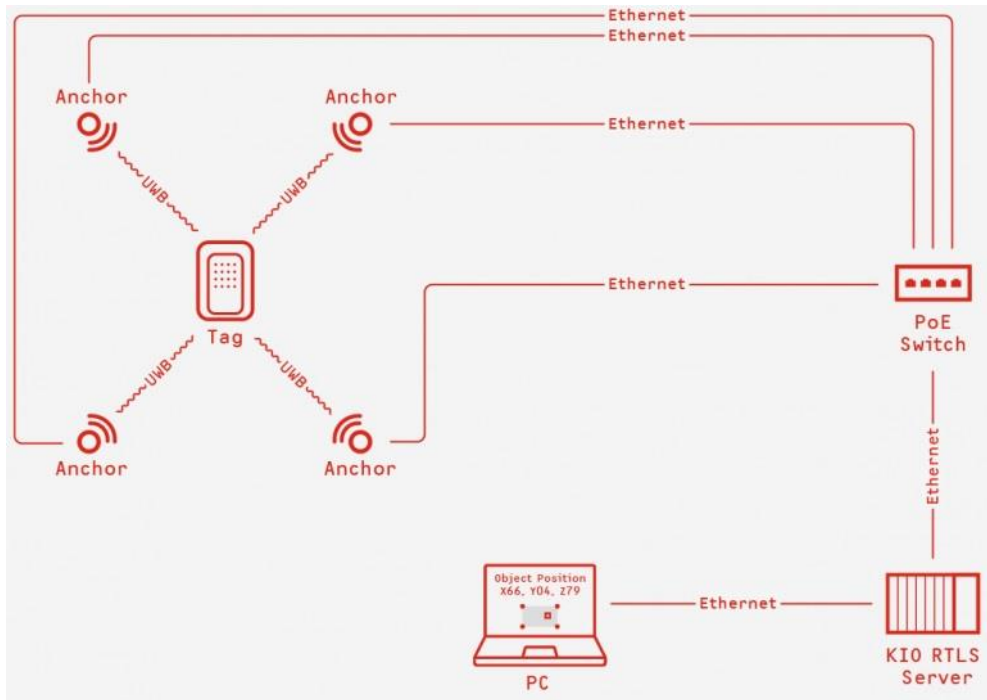 Ethernet
Ethernet
Anchor
Anchor
Ethernet
UWB
UWB
Ethernet
Tag
PoE
Switch
UWB
UWB
Anchor
Anchor
Ethernet
Object Position
X66, Y04, Z79
Ethernet
PC
KIO RTLS
Server